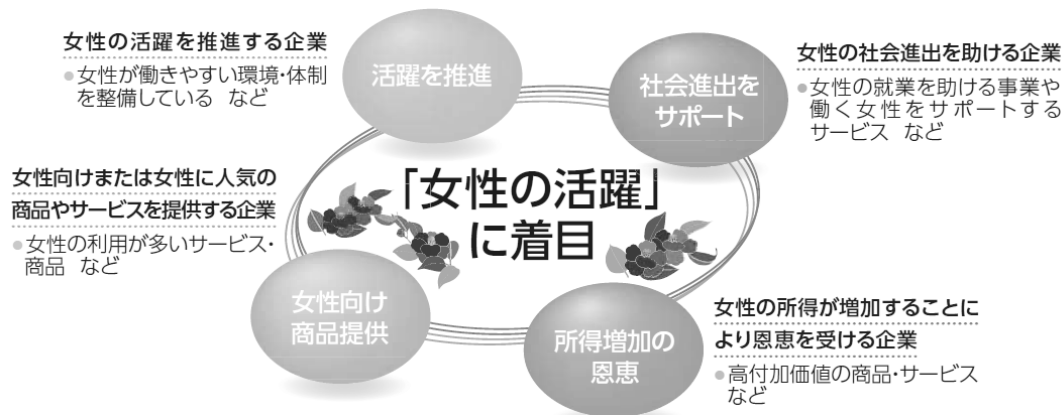 女性の活躍を推進する企業
●女性が働きやすい環境・体制
を整備している など
活躍を推進
社会進出を
サポート
女性の社会進出を助ける企業
●女性の就業を助ける事業や
働く女性をサポートする
サービス など
女性向けまたは女性に人気の
商品やサービスを提供する企業
●女性の利用が多いサービス・
商品 など
「女性の活躍」
に着目
女性向け
商品提供
所得増加の
恩恵
女性の所得が増加することに
より恩恵を受ける企業
●高付加価値の商品・サービス
など